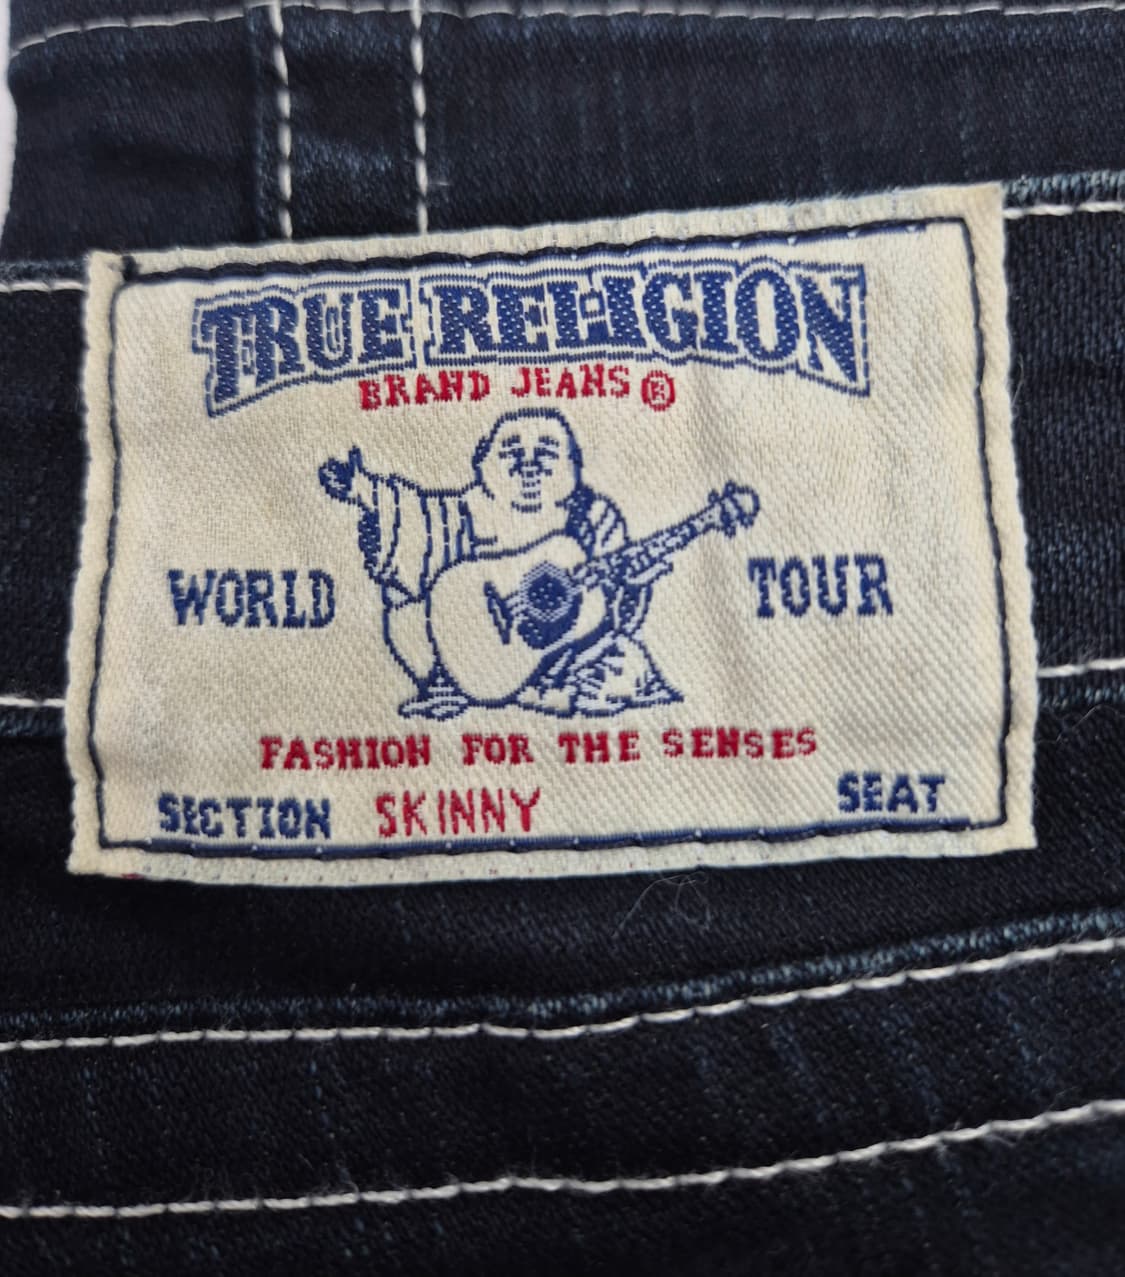 TRUE RELIGION
BRAND JEANS®
WORLD TOUR
FASHION FOR THE SENSES
SECTION SKINNY SEAT